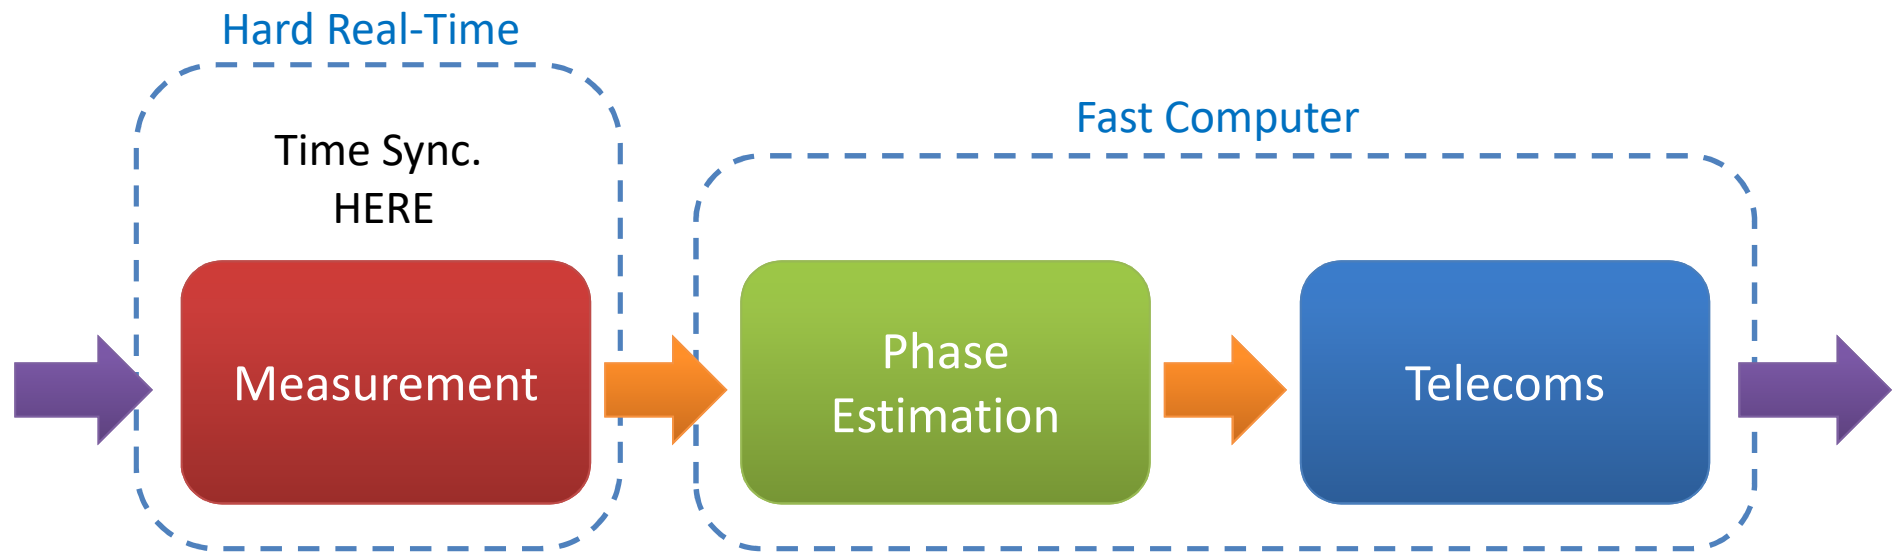 Hard Real-Time
Time Sync.
HERE
Measurement
Fast Computer
Phase
Estimation
Telecoms